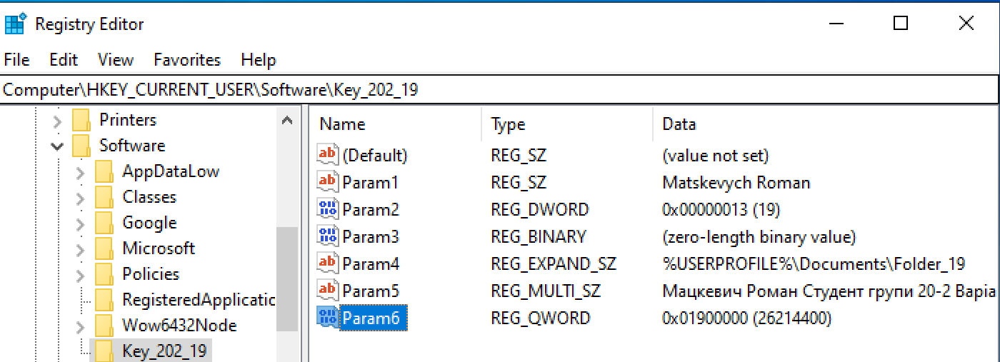 Registry Editor
File Edit View Favorites Help
Computer\HKEY_CURRENT_USER\Software\Key_202_19
Printers
Software
AppDataLow
Classes
Google
Microsoft
Policies
RegisteredApplicatic
Wow6432Node
Key_202_19
Name Type Data
(Default) REG_SZ (value not set)
Param1 REG_SZ Matskevych Roman
Param2 REG_DWORD 0x00000013 (19)
Param3 REG_BINARY (zero-length binary value)
Param4 REG_EXPAND_SZ %USERPROFILE%\Documents\Folder_19
Param5 REG_MULTI_SZ Мацкевич Роман Студент групи 20-2 Варіа
Param6 REG_QWORD 0x01900000 (26214400)